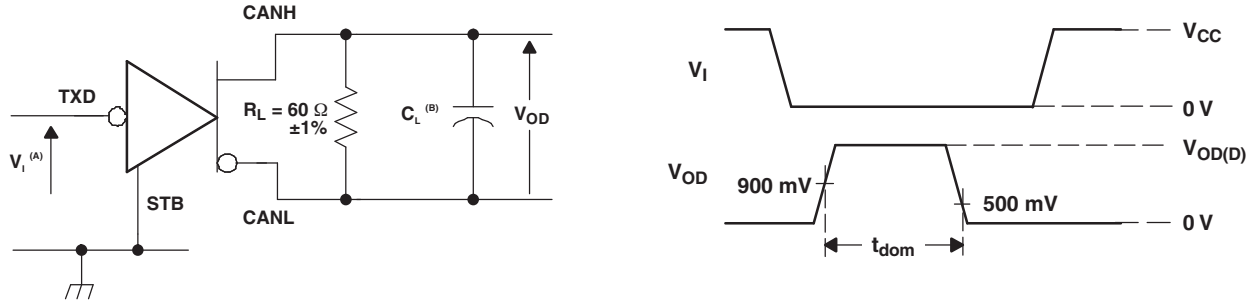 CANH
TXD
R_L = 60 Ω
±1%
C_L (B)
V_OD
V_I (A)
STB
CANL
V_I
V_CC
0 V
V_OD
900 mV
V_OD(D)
500 mV
0 V
t_dom